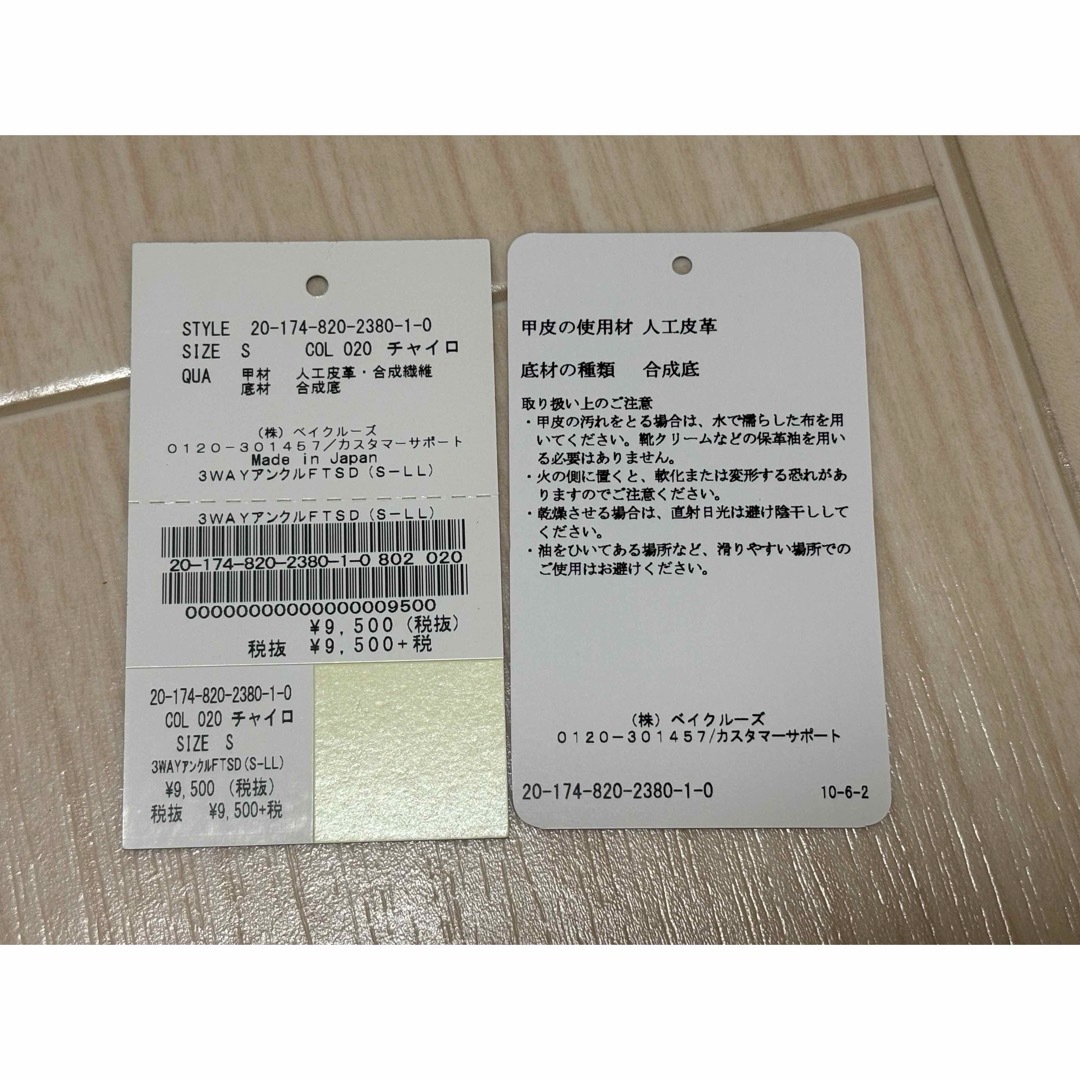 STYLE 20-174-820-2380-1-0
SIZE S COL 020 チャイロ
QUA 甲材 人工皮革・合成繊維
底材 合成底
(株) ベイクルーズ
0120-301457/カスタマーサポート
Made in Japan
3WAYアンクルFTSD(S-LL)
3WAYアンクルFTSD(S-LL)
20-174-820-2380-1-0 802 020
00000000000000009500
¥9,500 (税抜)
税抜 ¥9,500+税
20-174-820-2380-1-0
COL 020 チャイロ
SIZE S
3WAYアンクルFTSD(S-LL)
¥9,500 (税抜)
税抜 ¥9,500+税
甲皮の使用材 人工皮革
底材の種類 合成底
取り扱い上のご注意
・甲皮の汚れをとる場合は、水で濡らした布を用
いてください。靴クリームなどの保革油を用い
る必要はありません。
・火の側に置くと、軟化または変形する恐れがあ
りますのでご注意ください。
・乾燥させる場合は、直射日光は避け陰干しして
ください。
・油をひいてある場所など、滑りやすい場所での
ご使用はお避けください。
(株) ベイクルーズ
0120-301457/カスタマーサポート
20-174-820-2380-1-0 10-6-2